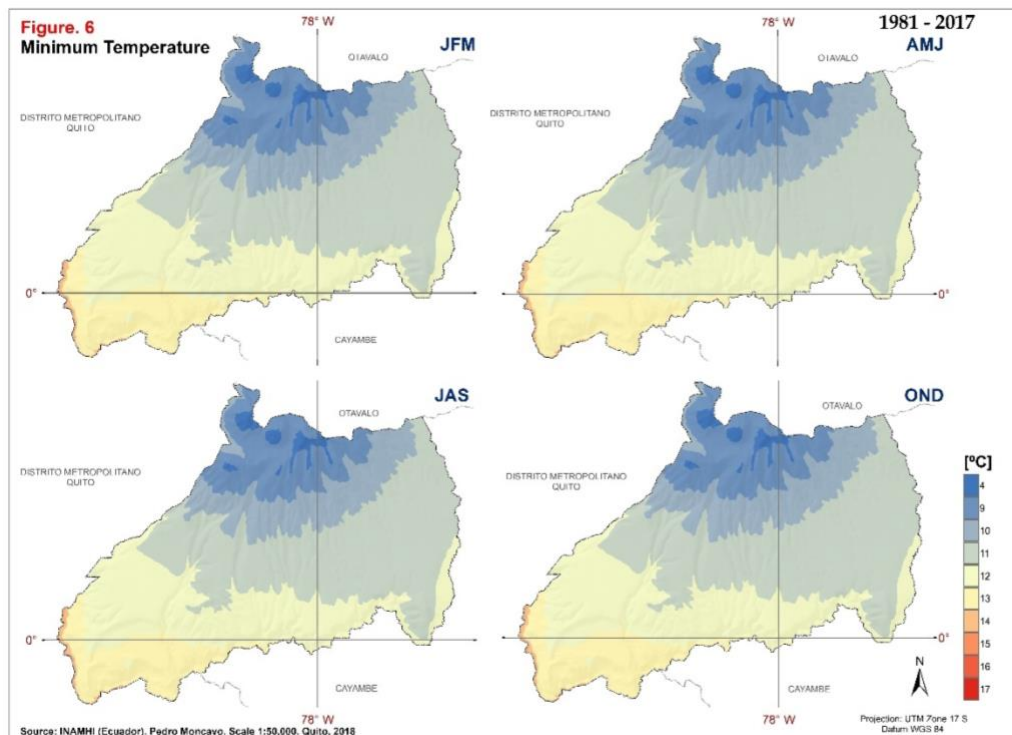 Figure. 6
Minimum Temperature
78° W
JFM
OTAVALO
DISTRITO METROPOLITANO
QUITO
0°
CAYAMBE
78° W
1981 - 2017
AMJ
OTAVALO
DISTRITO METROPOLITANO
QUITO
0°
JAS
OTAVALO
DISTRITO METROPOLITANO
QUITO
0°
CAYAMBE
78° W
OND
OTAVALO
DISTRITO METROPOLITANO
QUITO
0°
CAYAMBE
78° W
[ºC]
4
9
10
11
12
13
14
15
16
17
N
Projection: UTM Zone 17 S
Datum WGS 84
Source: INAMHI (Ecuador), Pedro Moncayo, Scale 1:50,000, Quito, 2018